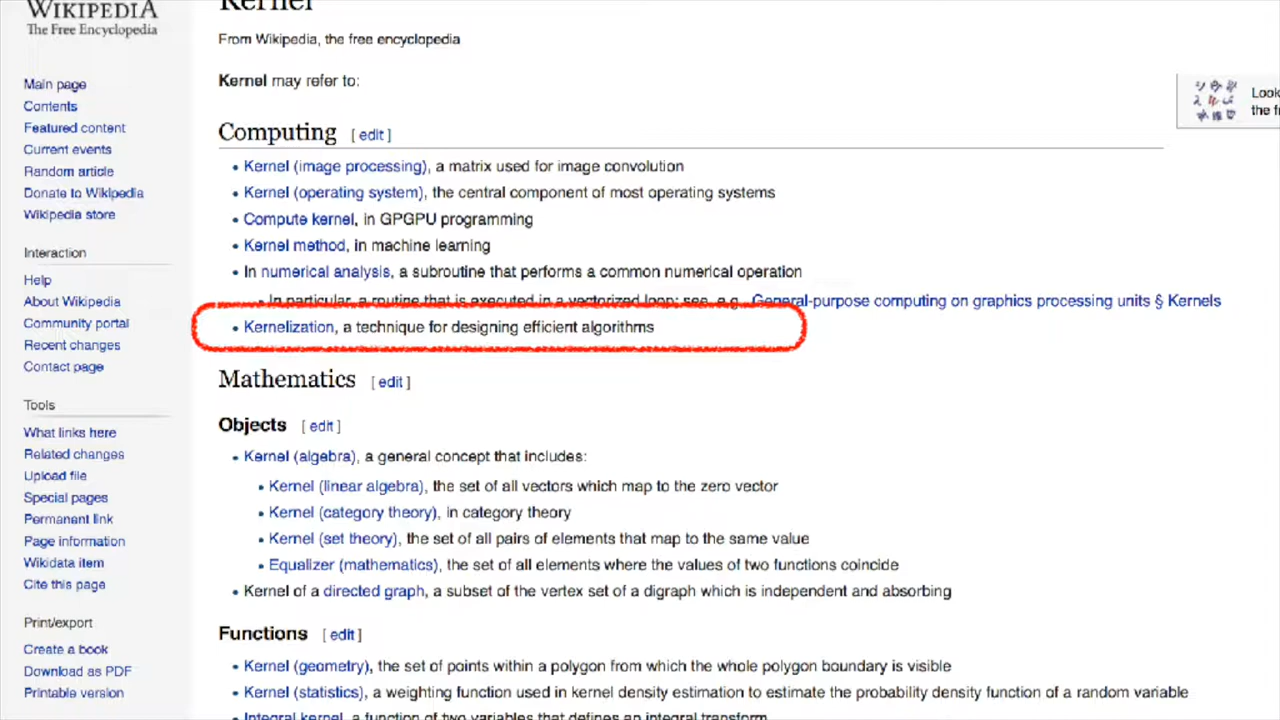 WIKIPEDIA
The Free Encyclopedia
Main page
Contents
Featured content
Current events
Random article
Donate to Wikipedia
Wikipedia store
Interaction
Help
About Wikipedia
Community portal
Recent changes
Contact page
Tools
What links here
Related changes
Upload file
Special pages
Permanent link
Page information
Wikidata item
Cite this page
Print/export
Create a book
Download as PDF
Printable version
Kernel
From Wikipedia, the free encyclopedia
Kernel may refer to:
Look
the f
Computing [ edit ]
• Kernel (image processing), a matrix used for image convolution
• Kernel (operating system), the central component of most operating systems
• Compute kernel, in GPGPU programming
• Kernel method, in machine learning
• In numerical analysis, a subroutine that performs a common numerical operation
• In particular, a routine that is executed in a vectorized loop; see, e.g., General-purpose computing on graphics processing units § Kernels
• Kernelization, a technique for designing efficient algorithms
Mathematics [ edit ]
Objects [ edit ]
• Kernel (algebra), a general concept that includes:
• Kernel (linear algebra), the set of all vectors which map to the zero vector
• Kernel (category theory), in category theory
• Kernel (set theory), the set of all pairs of elements that map to the same value
• Equalizer (mathematics), the set of all elements where the values of two functions coincide
• Kernel of a directed graph, a subset of the vertex set of a digraph which is independent and absorbing
Functions [ edit ]
• Kernel (geometry), the set of points within a polygon from which the whole polygon boundary is visible
• Kernel (statistics), a weighting function used in kernel density estimation to estimate the probability density function of a random variable
• Integral kernel, a function of two variables that defines an integral transform